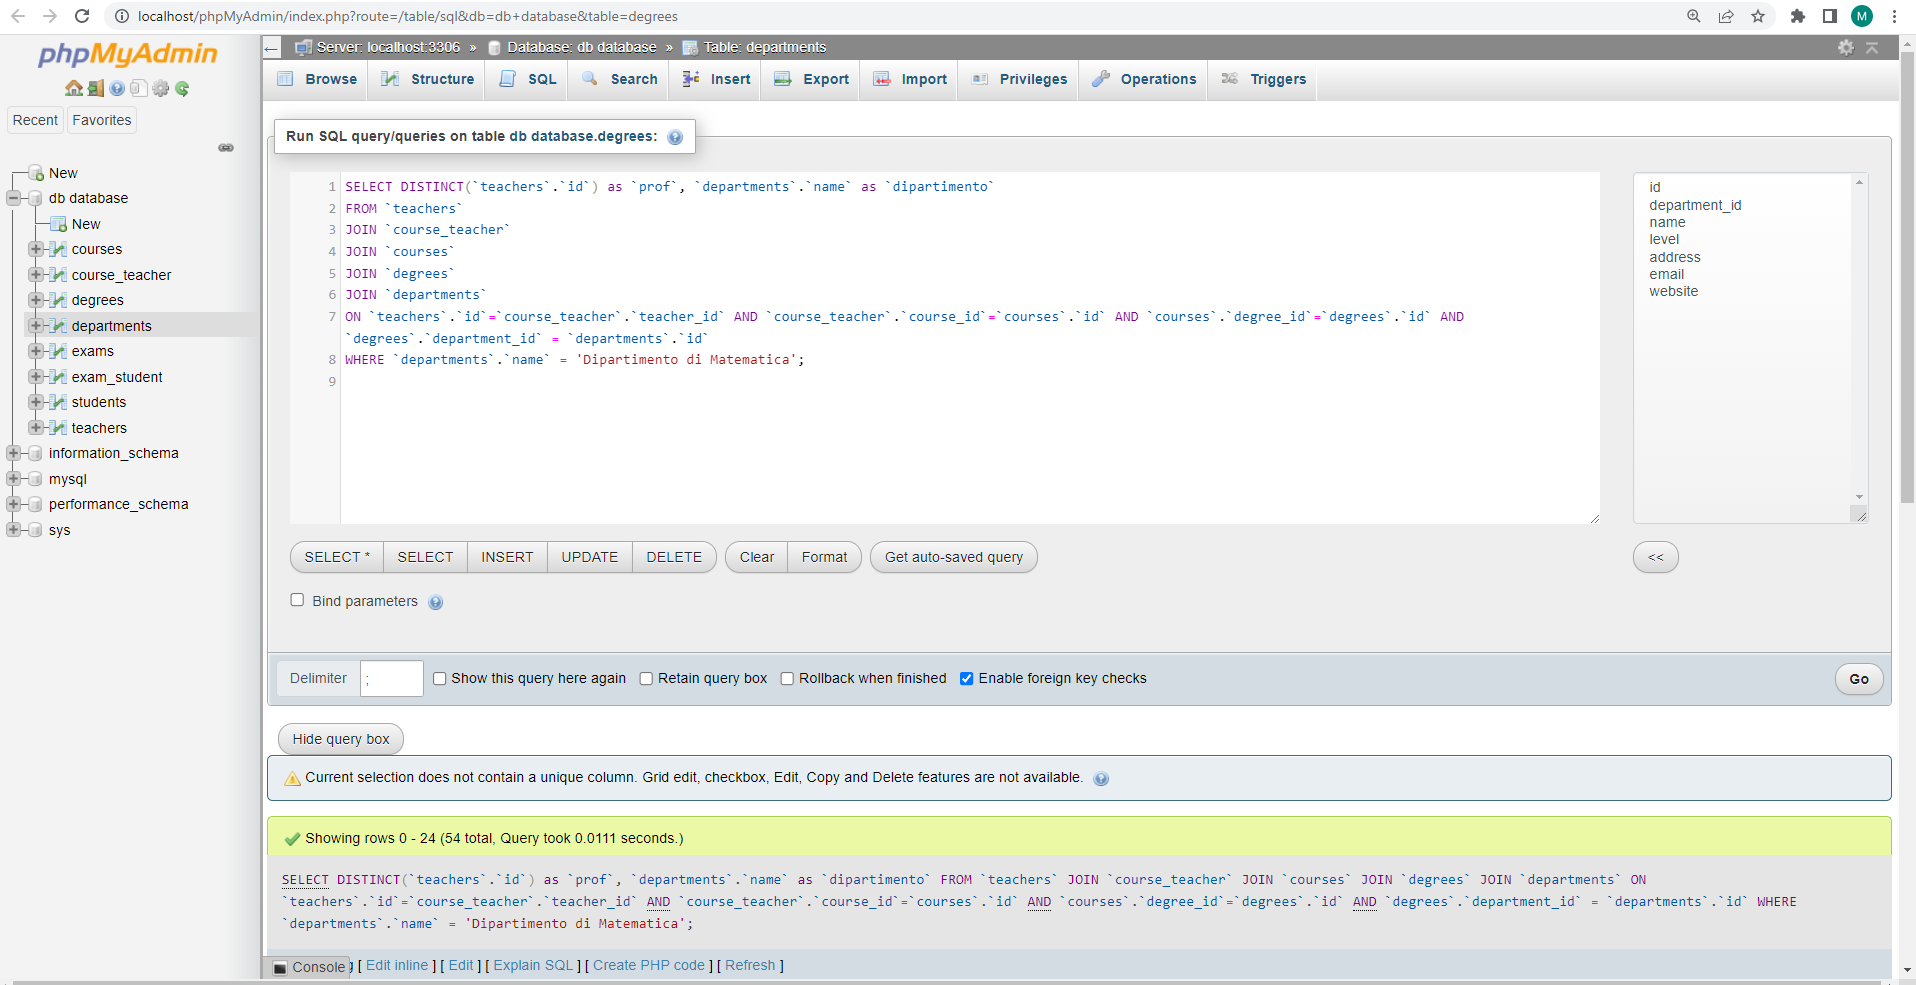 localhost/phpMyAdmin/index.php?route=/table/sql&db=db+database&table=degrees
M
phpMyAdmin
Recent
Favorites
New
db database
New
courses
course_teacher
degrees
departments
exams
exam_student
students
teachers
information_schema
mysql
performance_schema
sys
Server: localhost:3306 » Database: db database » Table: departments
Browse Structure SQL Search Insert Export Import Privileges Operations Triggers
Run SQL query/queries on table db database.degrees:
1 SELECT DISTINCT(`teachers`.`id`) as `prof`, `departments`.`name` as `dipartimento`
2 FROM `teachers`
3 JOIN `course_teacher`
4 JOIN `courses`
5 JOIN `degrees`
6 JOIN `departments`
7 ON `teachers`.`id`=`course_teacher`.`teacher_id` AND `course_teacher`.`course_id`=`courses`.`id` AND `courses`.`degree_id`=`degrees`.`id` AND
`degrees`.`department_id` = `departments`.`id`
8 WHERE `departments`.`name` = 'Dipartimento di Matematica';
9
id
department_id
name
level
address
email
website
SELECT * SELECT INSERT UPDATE DELETE Clear Format Get auto-saved query <<
Bind parameters
Delimiter ; Show this query here again Retain query box Rollback when finished Enable foreign key checks Go
Hide query box
Current selection does not contain a unique column. Grid edit, checkbox, Edit, Copy and Delete features are not available.
Showing rows 0 - 24 (54 total, Query took 0.0111 seconds.)
SELECT DISTINCT(`teachers`.`id`) as `prof`, `departments`.`name` as `dipartimento` FROM `teachers` JOIN `course_teacher` JOIN `courses` JOIN `degrees` JOIN `departments` ON
`teachers`.`id`=`course_teacher`.`teacher_id` AND `course_teacher`.`course_id`=`courses`.`id` AND `courses`.`degree_id`=`degrees`.`id` AND `degrees`.`department_id` = `departments`.`id` WHERE
`departments`.`name` = 'Dipartimento di Matematica';
Console [ Edit inline ] [ Edit ] [ Explain SQL ] [ Create PHP code ] [ Refresh ]